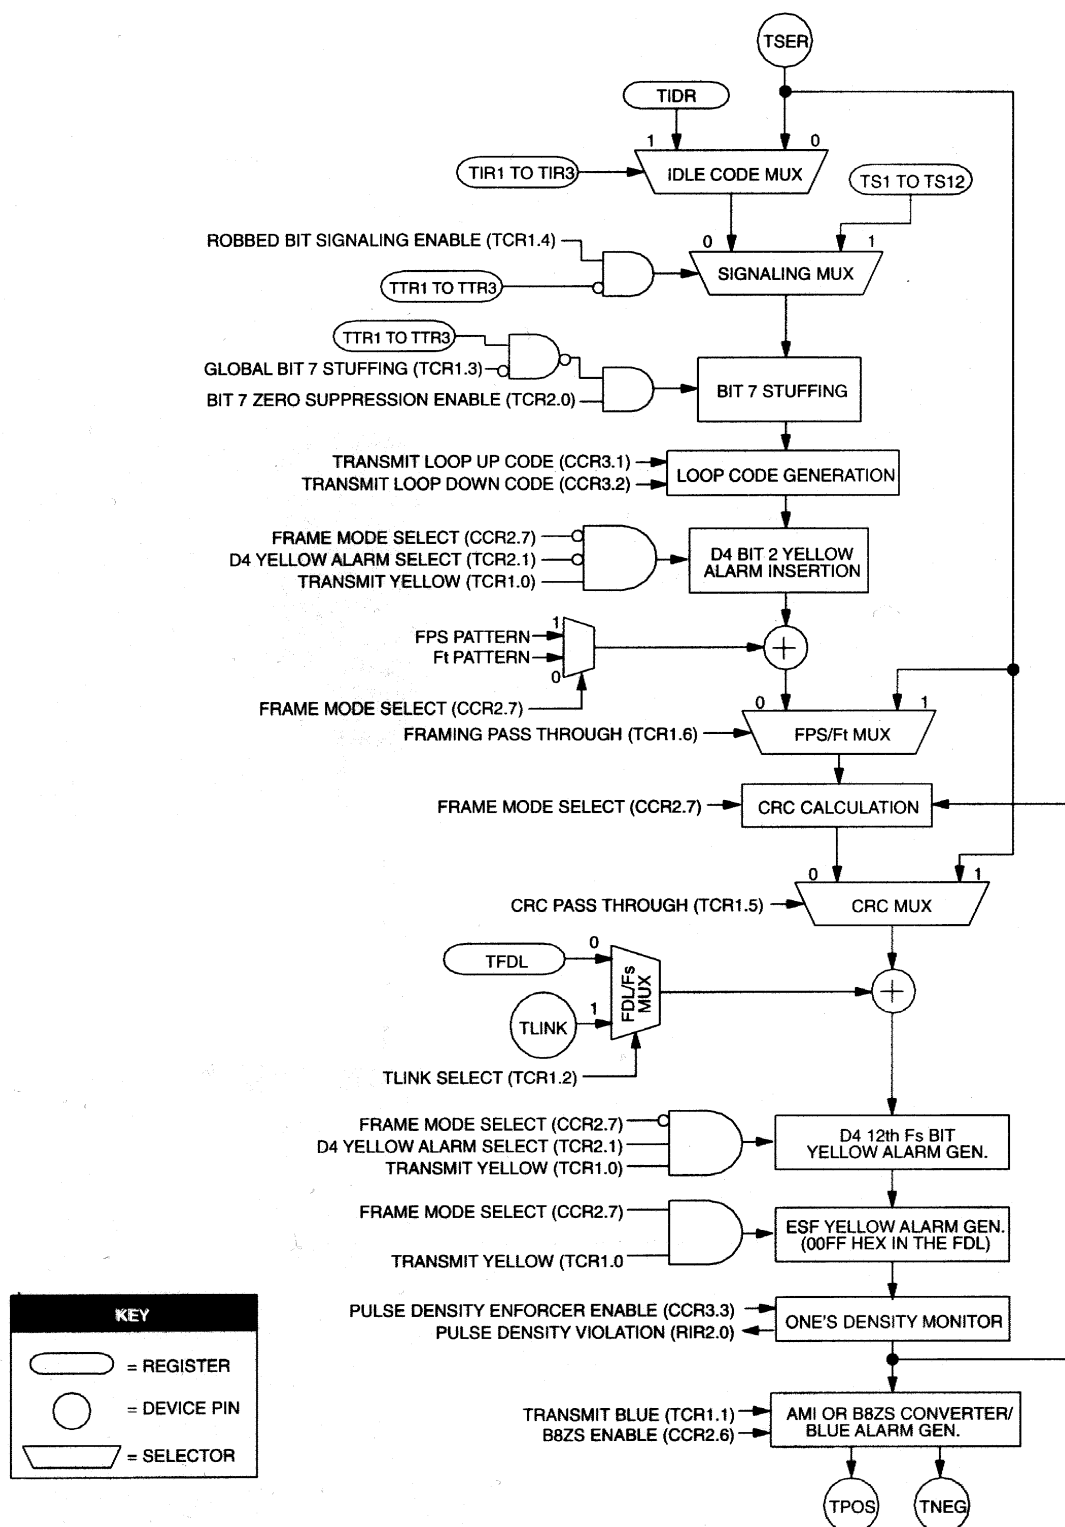 TSER
TIDR
1
0
TIR1 TO TIR3
IDLE CODE MUX
TS1 TO TS12
ROBBED BIT SIGNALING ENABLE (TCR1.4)
0
1
TTR1 TO TTR3
SIGNALING MUX
TTR1 TO TTR3
GLOBAL BIT 7 STUFFING (TCR1.3)
BIT 7 ZERO SUPPRESSION ENABLE (TCR2.0)
BIT 7 STUFFING
TRANSMIT LOOP UP CODE (CCR3.1)
TRANSMIT LOOP DOWN CODE (CCR3.2)
LOOP CODE GENERATION
FRAME MODE SELECT (CCR2.7)
D4 YELLOW ALARM SELECT (TCR2.1)
TRANSMIT YELLOW (TCR1.0)
D4 BIT 2 YELLOW
ALARM INSERTION
1
FPS PATTERN
Ft PATTERN
0
+
FRAME MODE SELECT (CCR2.7)
0
1
FRAMING PASS THROUGH (TCR1.6)
FPS/Ft MUX
FRAME MODE SELECT (CCR2.7)
CRC CALCULATION
0
1
CRC PASS THROUGH (TCR1.5)
CRC MUX
TFDL
0
FDL/Fs
MUX
1
TLINK
+
TLINK SELECT (TCR1.2)
FRAME MODE SELECT (CCR2.7)
D4 YELLOW ALARM SELECT (TCR2.1)
TRANSMIT YELLOW (TCR1.0)
D4 12th Fs BIT
YELLOW ALARM GEN.
FRAME MODE SELECT (CCR2.7)
TRANSMIT YELLOW (TCR1.0
ESF YELLOW ALARM GEN.
(00FF HEX IN THE FDL)
PULSE DENSITY ENFORCER ENABLE (CCR3.3)
PULSE DENSITY VIOLATION (RIR2.0)
ONE'S DENSITY MONITOR
TRANSMIT BLUE (TCR1.1)
B8ZS ENABLE (CCR2.6)
AMI OR B8ZS CONVERTER/
BLUE ALARM GEN.
TPOS
TNEG
KEY
= REGISTER
= DEVICE PIN
= SELECTOR